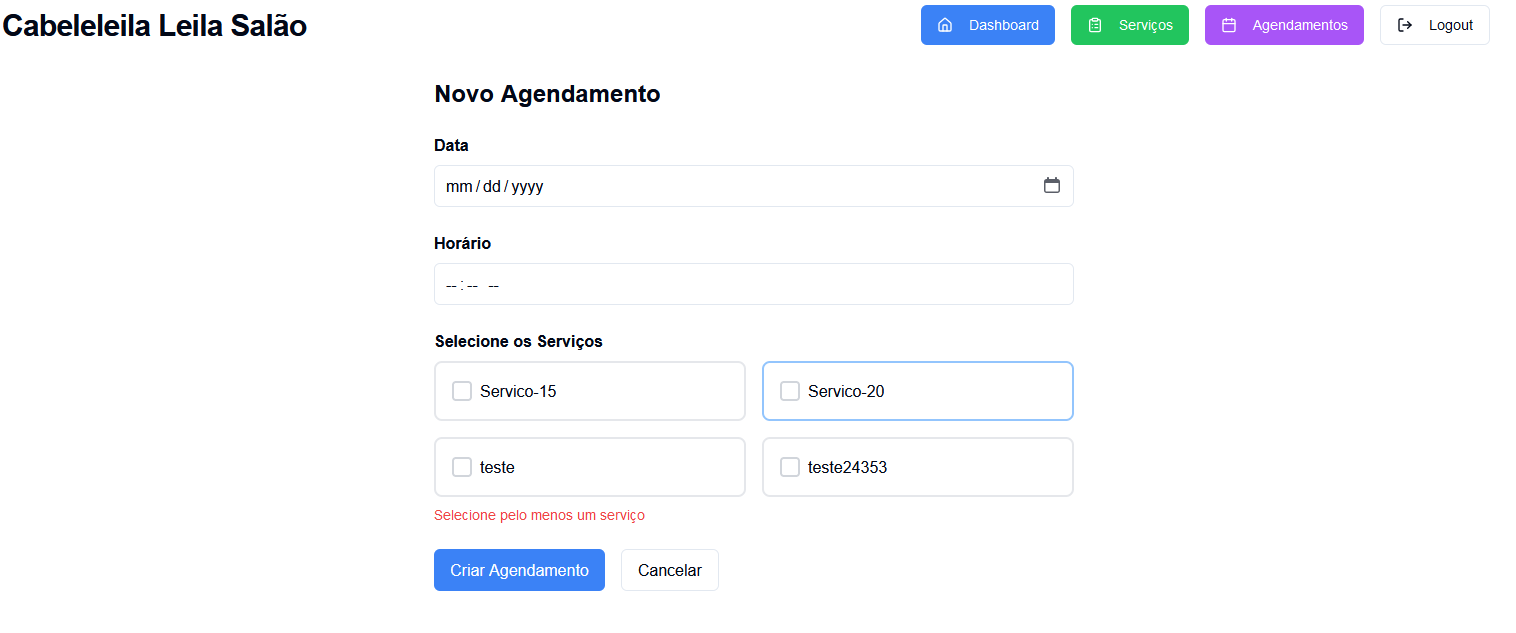 Cabeleleila Leila Salão
Dashboard
Serviços
Agendamentos
Logout
Novo Agendamento
Data
mm/dd/yyyy
Horário
--:-- --
Selecione os Serviços
Servico-15
Servico-20
teste
teste24353
Selecione pelo menos um serviço
Criar Agendamento
Cancelar